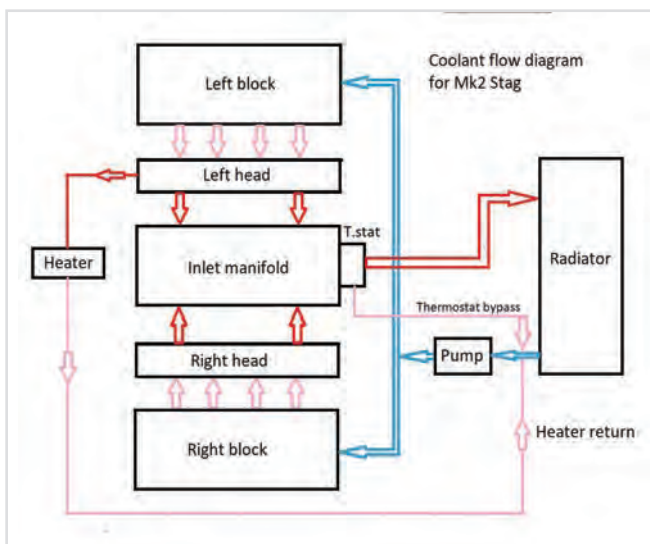 Coolant flow diagram
for Mk2 Stag
Left block
Left head
T.stat
Heater
Inlet manifold
Radiator
Thermostat bypass
Right head
Pump
Heater return
Right block